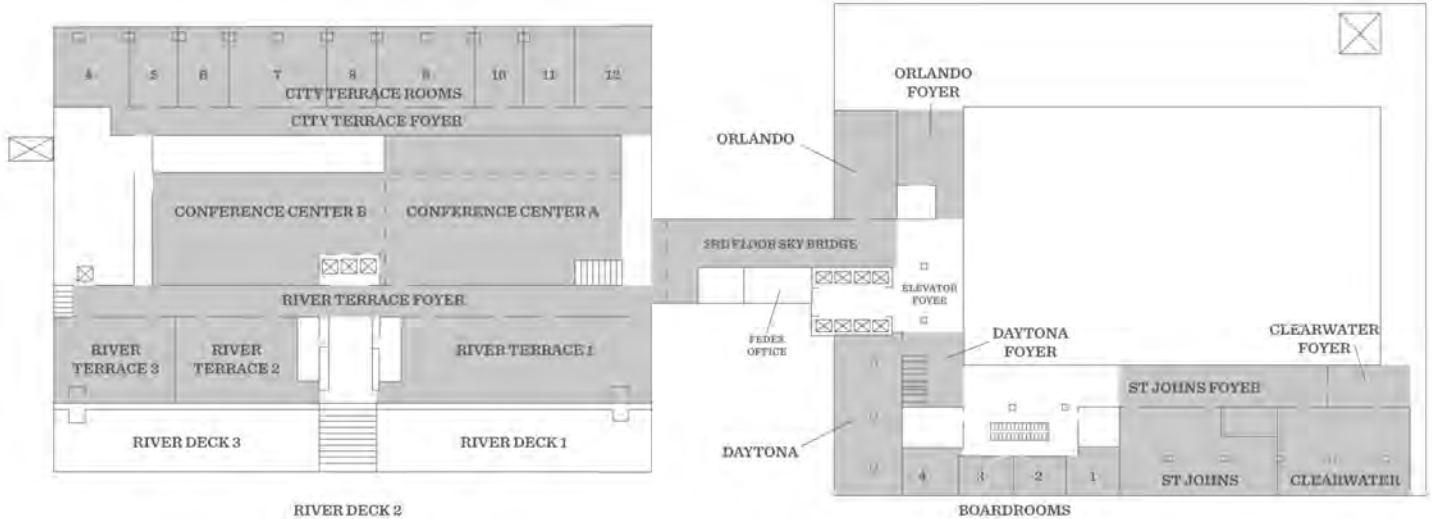 4 5 6 7 8 9 10 11 12
CITY TERRACE ROOMS
CITY TERRACE FOYER
CONFERENCE CENTER B
CONFERENCE CENTER A
RIVER TERRACE FOYER
RIVER
TERRACE 3
RIVER
TERRACE 2
RIVER TERRACE 1
RIVER DECK 3
RIVER DECK 1
RIVER DECK 2
ORLANDO
FOYER
ORLANDO
3RD FLOOR SKY BRIDGE
ELEVATOR
FOYER
FEDEX
OFFICE
DAYTONA
FOYER
CLEARWATER
FOYER
ST JOHNS FOYER
DAYTONA
4 3 2 1
ST JOHNS
CLEARWATER
BOARDROOMS